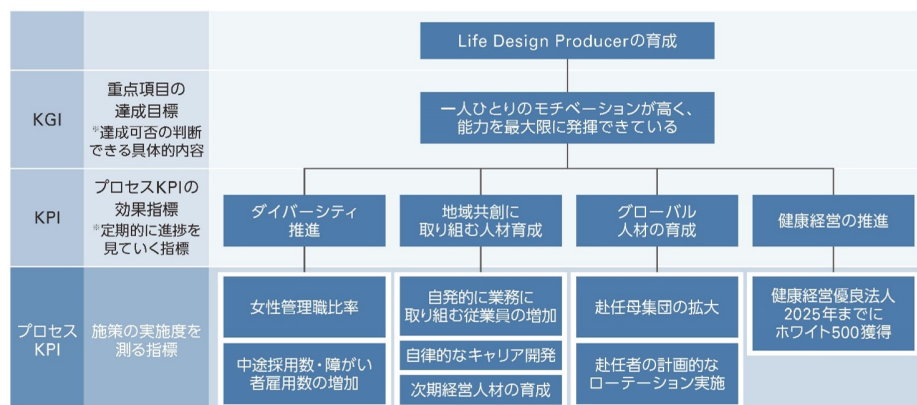 Life Design Producerの育成
KGI
重点項目の
達成目標
※達成可否の判断
できる具体的内容
一人ひとりのモチベーションが高く、
能力を最大限に発揮できている
KPI
プロセスKPIの
効果指標
※定期的に進捗を
見ていく指標
ダイバーシティ
推進
地域共創に
取り組む人材育成
グローバル
人材の育成
健康経営の推進
プロセス
KPI
施策の実施度を
測る指標
女性管理職比率
中途採用数・障がい
者雇用数の増加
自発的に業務に
取り組む従業員の増加
自律的なキャリア開発
次期経営人材の育成
赴任母集団の拡大
赴任者の計画的な
ローテーション実施
健康経営優良法人
2025年までに
ホワイト500獲得